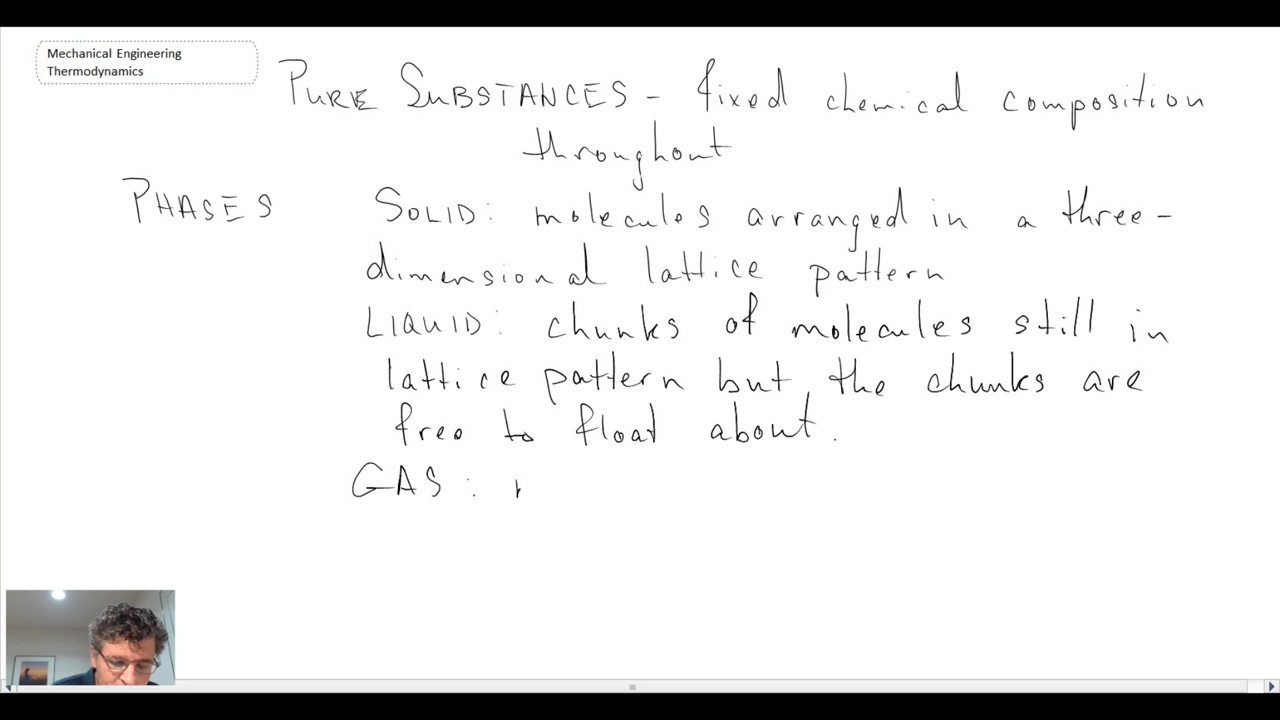 Mechanical Engineering
Thermodynamics
PURE SUBSTANCES - fixed chemical composition
throughout
PHASES SOLID: molecules arranged in a three-
dimensional lattice pattern
LIQUID: chunks of molecules still in
lattice pattern but, the chunks are
free to float about.
GAS: